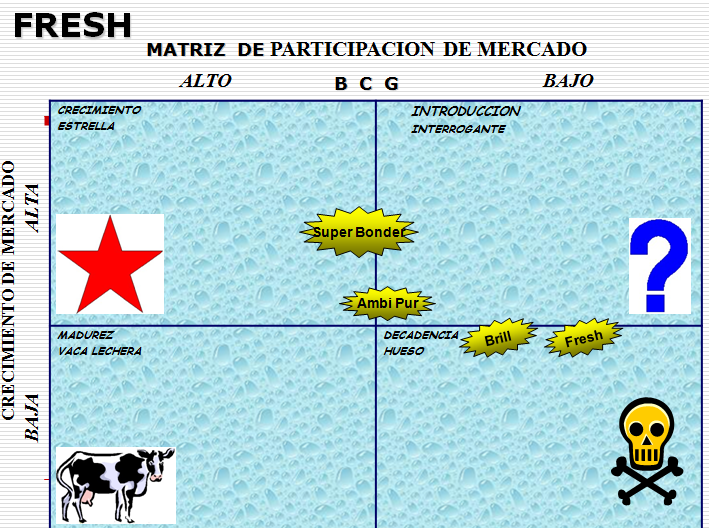 FRESH
MATRIZ DE PARTICIPACION DE MERCADO
ALTO
B C G
BAJO
CRECIMIENTO
ESTRELLA
INTRODUCCION
INTERROGANTE
CRECIMIENTO DE MERCADO
ALTA
Super Bonder
Ambi Pur
MADUREZ
VACA LECHERA
DECADENCIA
HUESO
Brill
Fresh
BAJA